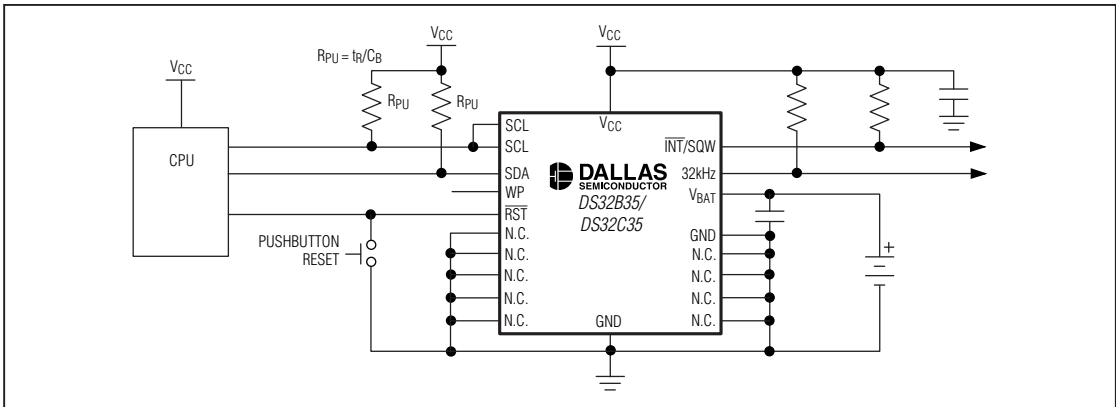 VCC
RPU = tR/CB
VCC
VCC
RPU
RPU
CPU
SCL
SCL
SDA
WP
RST
N.C.
N.C.
N.C.
N.C.
N.C.
PUSHBUTTON
RESET
VCC
DALLAS
SEMICONDUCTOR
DS32B35/
DS32C35
GND
INT/SQW
32kHz
VBAT
GND
N.C.
N.C.
N.C.
N.C.
+